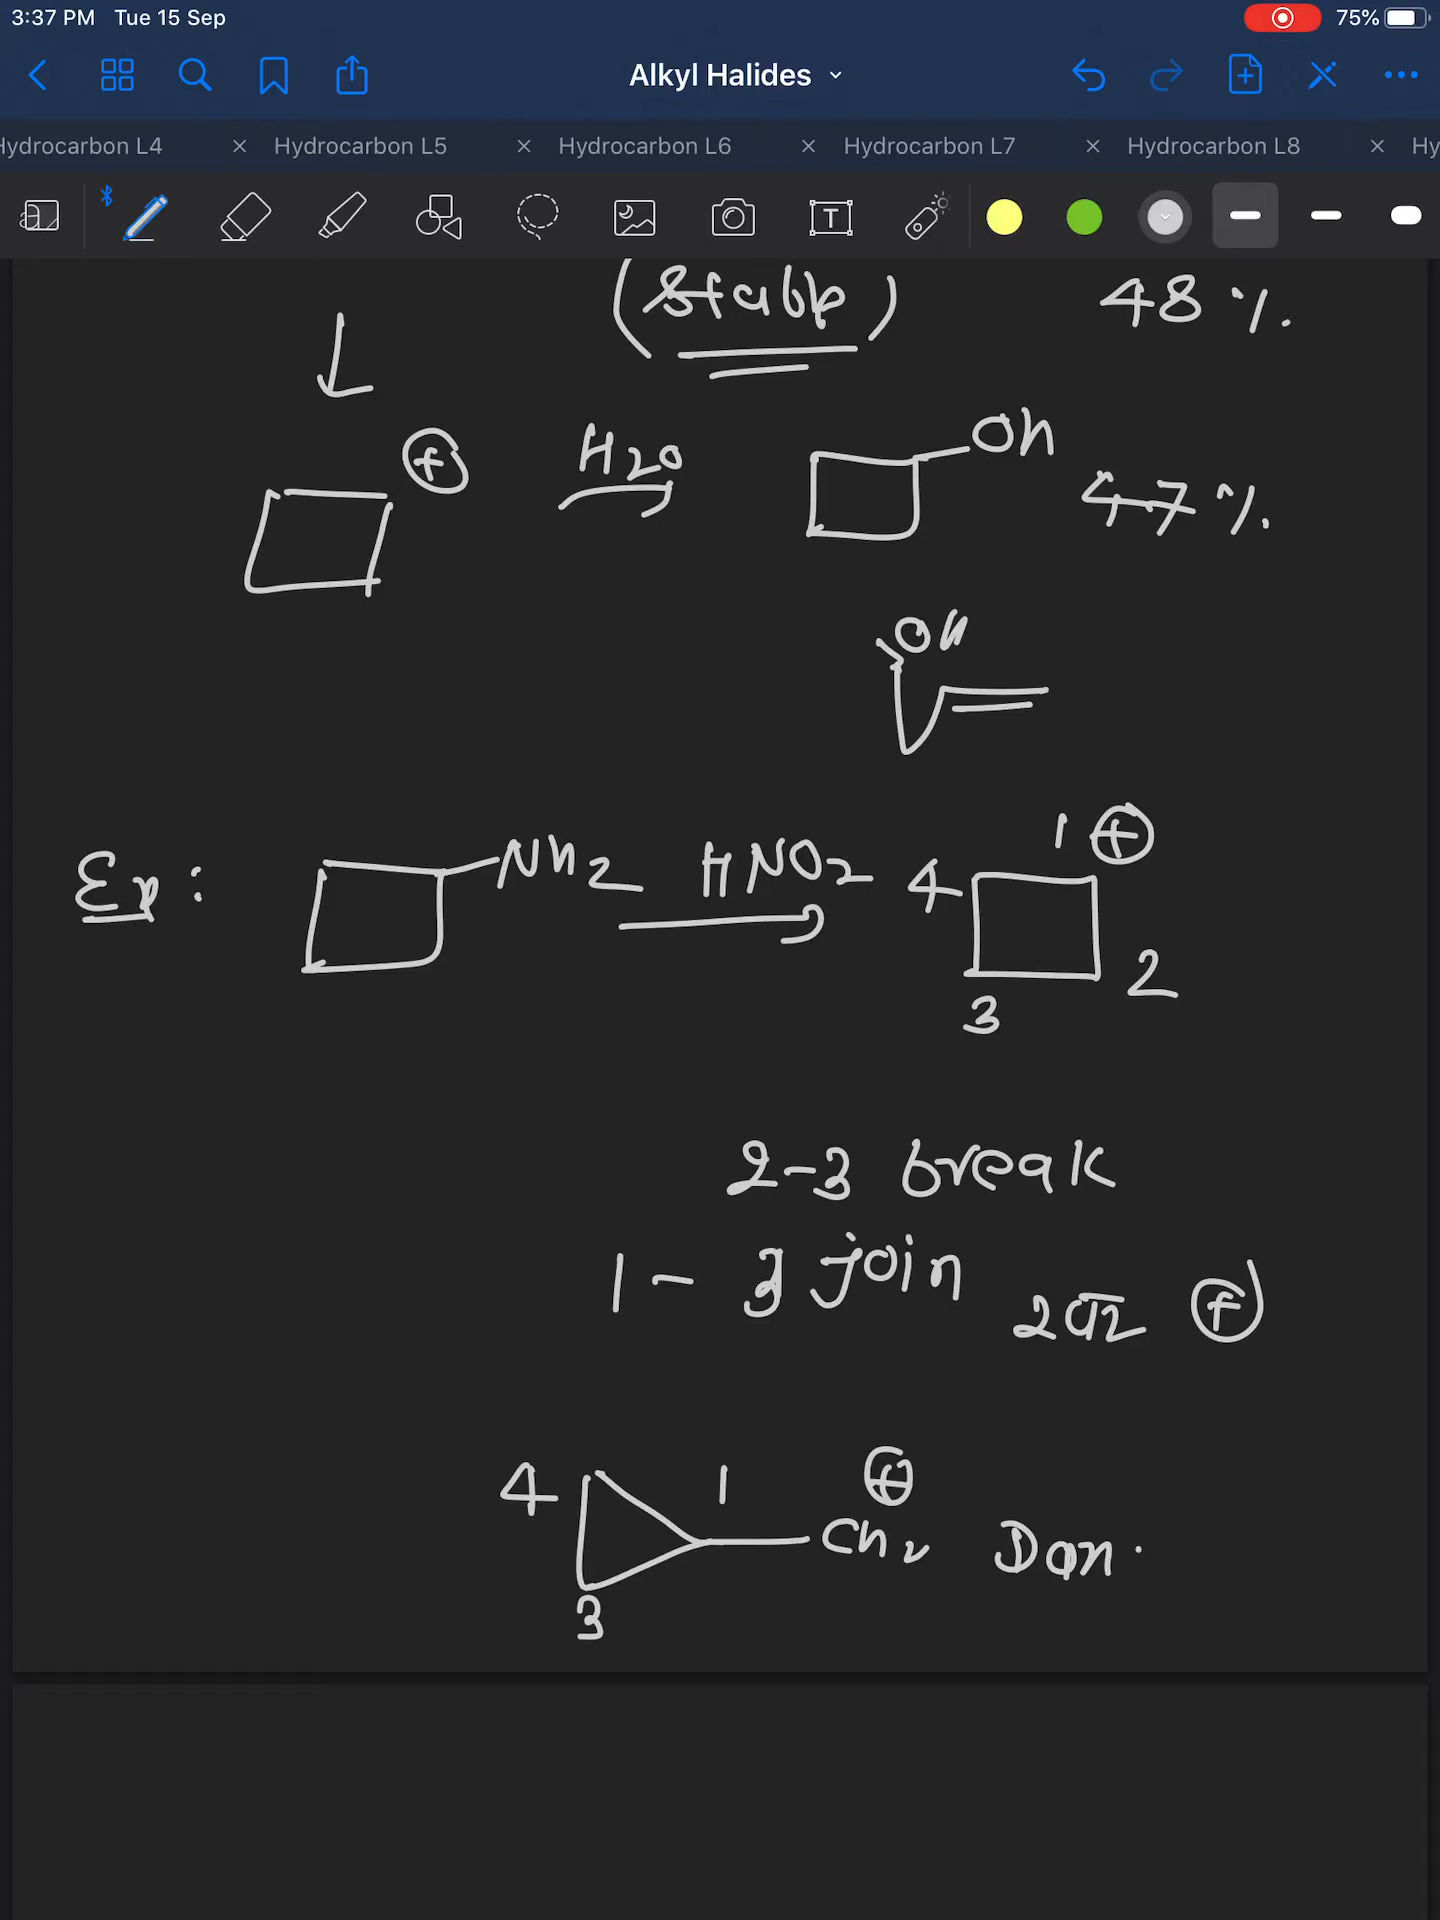 3:37 PM Tue 15 Sep 75%
Alkyl Halides
Hydrocarbon L4 × Hydrocarbon L5 × Hydrocarbon L6 × Hydrocarbon L7 × Hydrocarbon L8 × Hy
a T
(Stable) 48 %.
⊕ H2O OH 47 %.
OH
Ex: NH2 HNO2 4 1 ⊕
2
3
2-3 break
1 - 3 join
⊕
4 1 ⊕
CH2
3